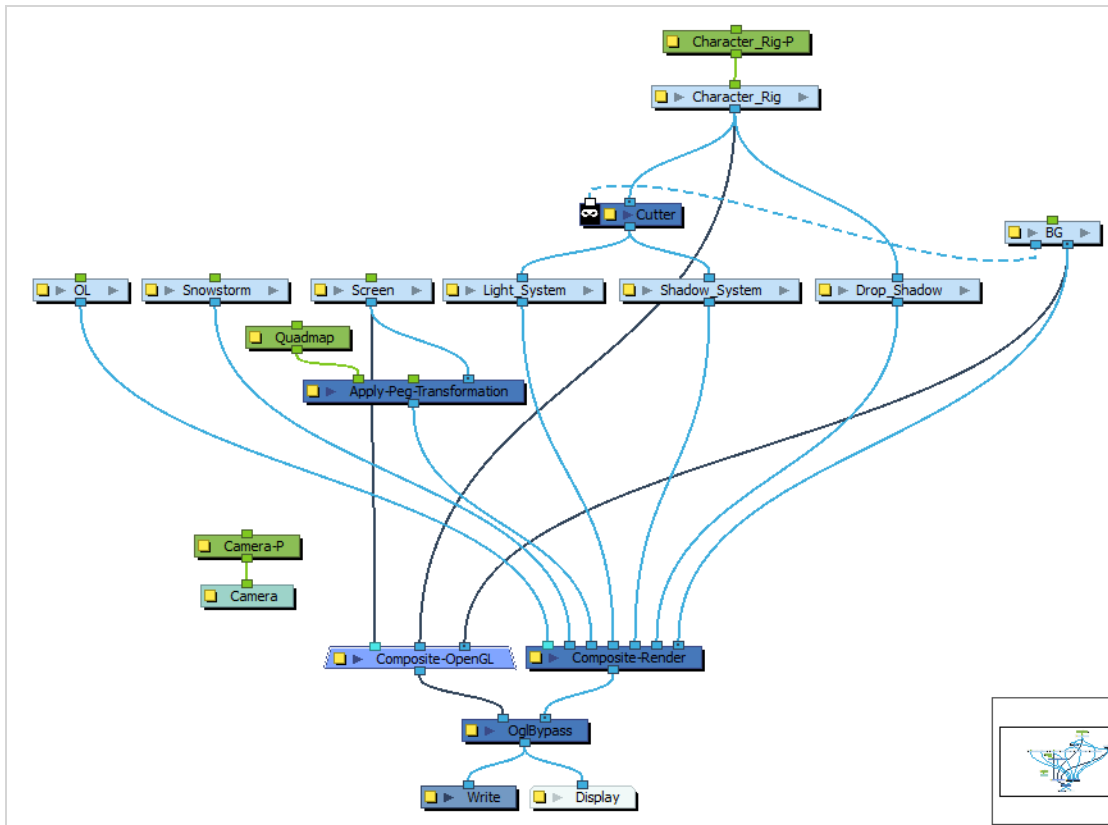 Character_Rig-P
Character_Rig
Cutter
BG
OL
Snowstorm
Screen
Light_System
Shadow_System
Drop_Shadow
Quadmap
Apply-Peg-Transformation
Camera-P
Camera
Composite-OpenGL
Composite-Render
OglBypass
Write
Display